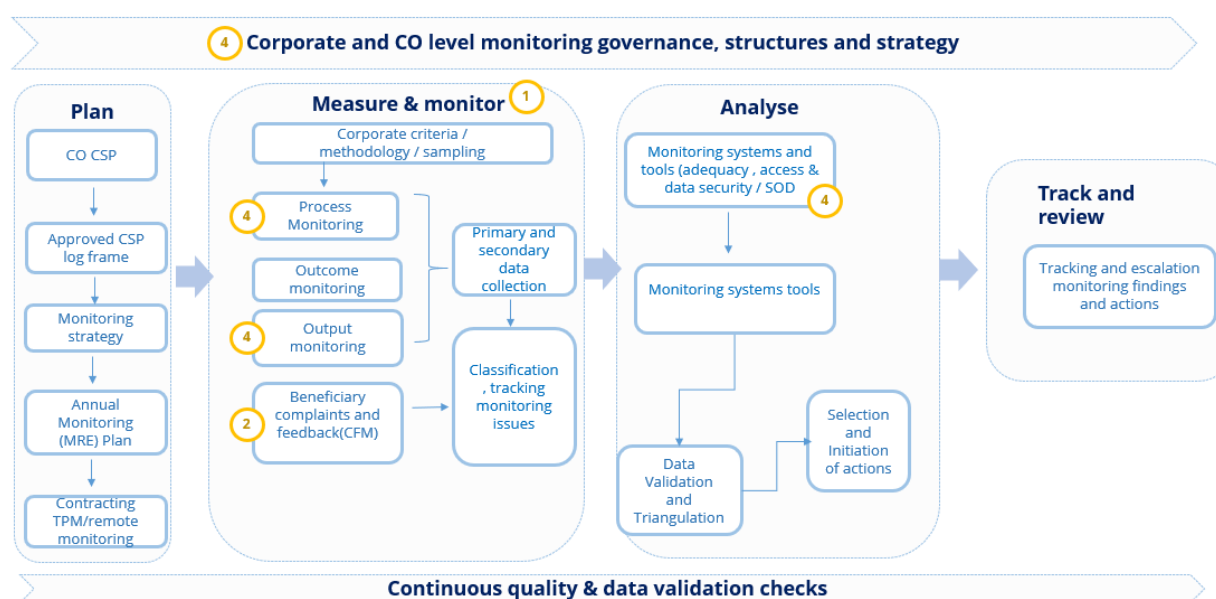 4 Corporate and CO level monitoring governance, structures and strategy
Plan
CO CSP
Approved CSP
log frame
Monitoring
strategy
Annual
Monitoring
(MRE) Plan
Contracting
TPM/remote
monitoring
Measure & monitor
1
Corporate criteria /
methodology / sampling
4
Process
Monitoring
Outcome
monitoring
4
Output
monitoring
2
Beneficiary
complaints and
feedback(CFM)
Primary and
secondary
data
collection
Classification
, tracking
monitoring
issues
Analyse
Monitoring systems and
tools (adequacy , access &
data security / SOD
4
Monitoring systems tools
Data
Validation
and
Triangulation
Selection
and
Initiation
of actions
Track and
review
Tracking and escalation
monitoring findings
and actions
Continuous quality & data validation checks